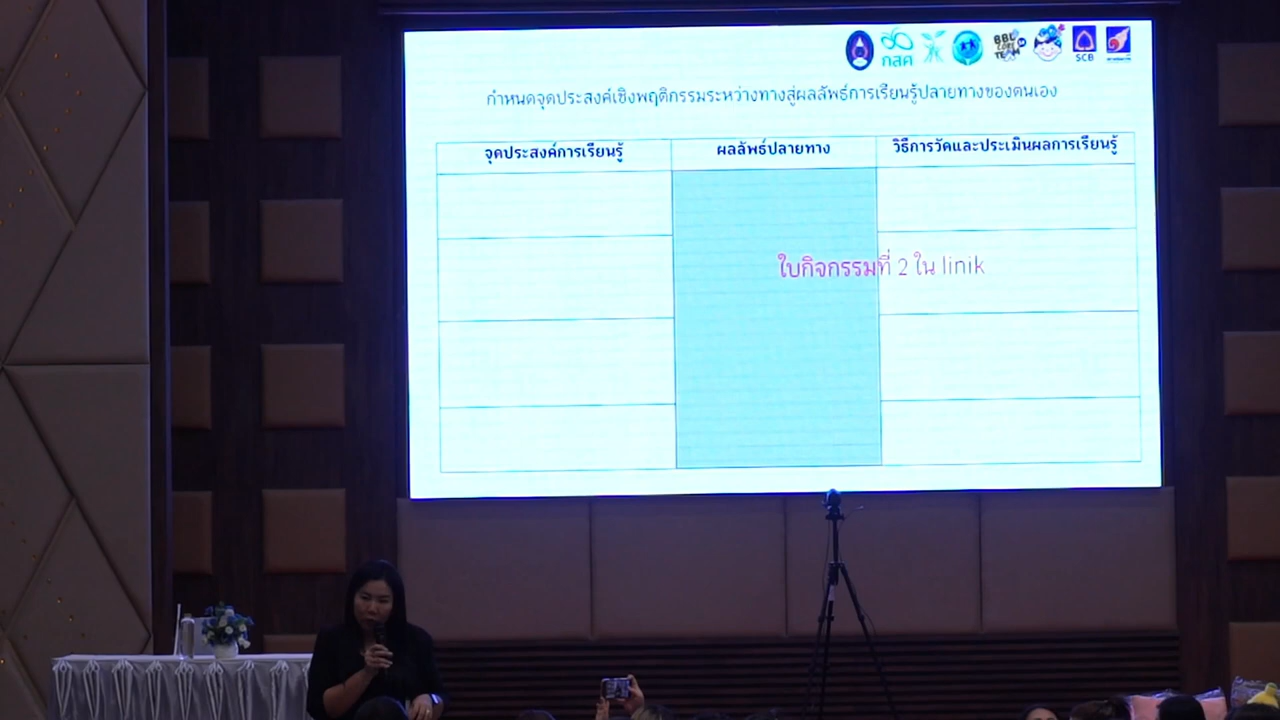 กสศ
BBL
CORE
TEAM
SCB
กำหนดจุดประสงค์เชิงพฤติกรรมระหว่างทางสู่ผลลัพธ์การเรียนรู้ปลายทางของตนเอง
จุดประสงค์การเรียนรู้ ผลลัพธ์ปลายทาง วิธีการวัดและประเมินผลการเรียนรู้
ใบกิจกรรมที่ 2 ใน linik